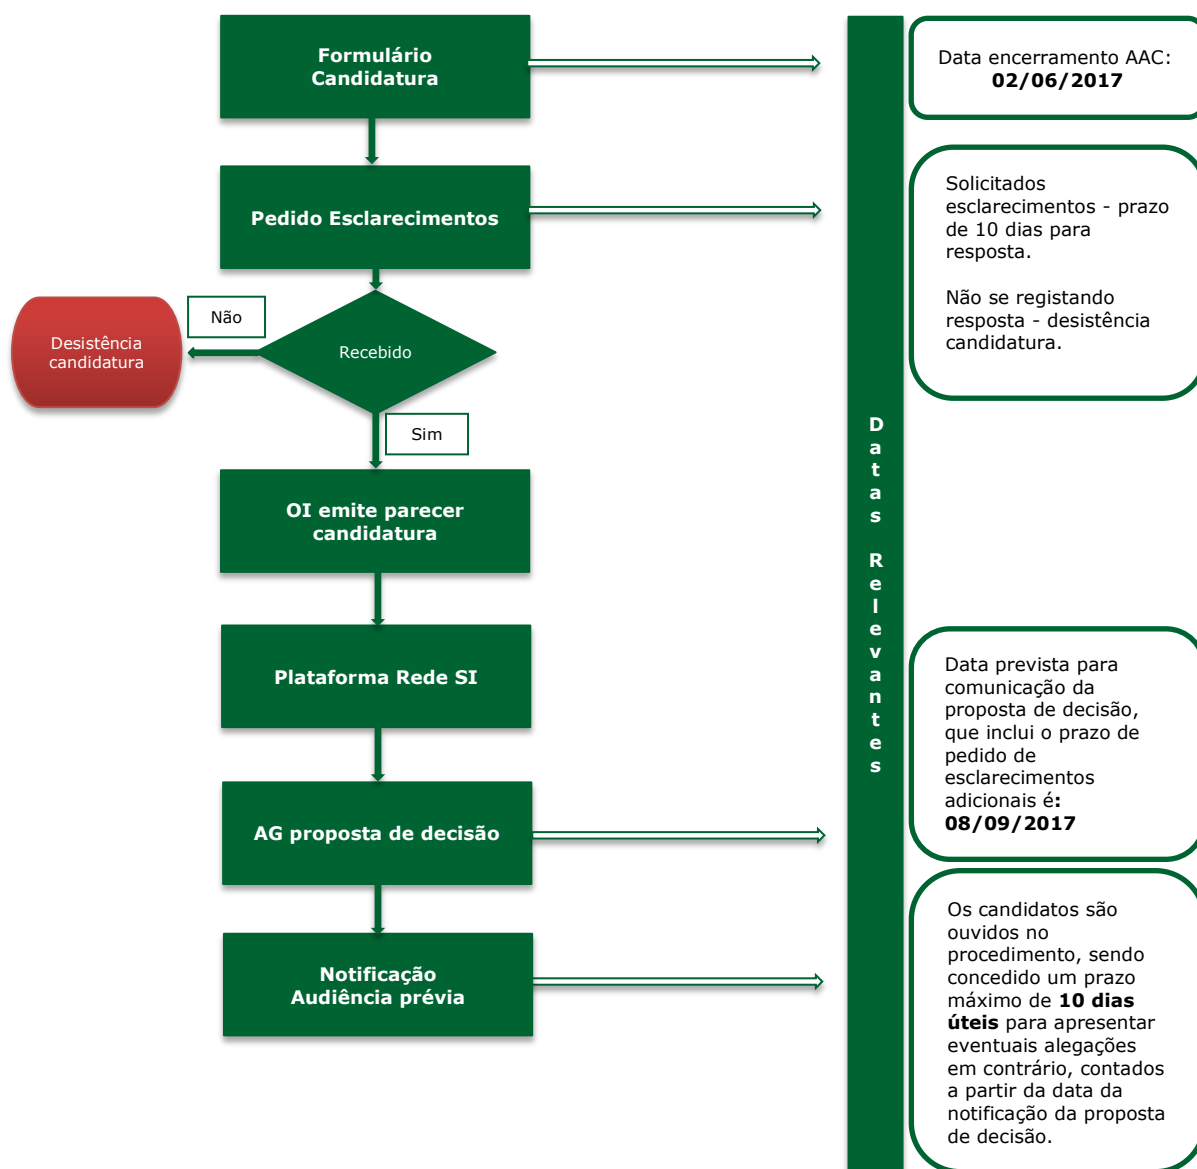 Formulário
Candidatura
Data encerramento AAC:
02/06/2017
Pedido Esclarecimentos
Solicitados
esclarecimentos - prazo
de 10 dias para
resposta.
Não se registando
resposta - desistência
candidatura.
Não
Desistência
candidatura
Recebido
Sim
OI emite parecer
candidatura
Datas Relevantes
Plataforma Rede SI
Data prevista para
comunicação da
proposta de decisão,
que inclui o prazo de
pedido de
esclarecimentos
adicionais é:
08/09/2017
AG proposta de decisão
Notificação
Audiência prévia
Os candidatos são
ouvidos no
procedimento, sendo
concedido um prazo
máximo de 10 dias
úteis para apresentar
eventuais alegações
em contrário, contados
a partir da data da
notificação da proposta
de decisão.